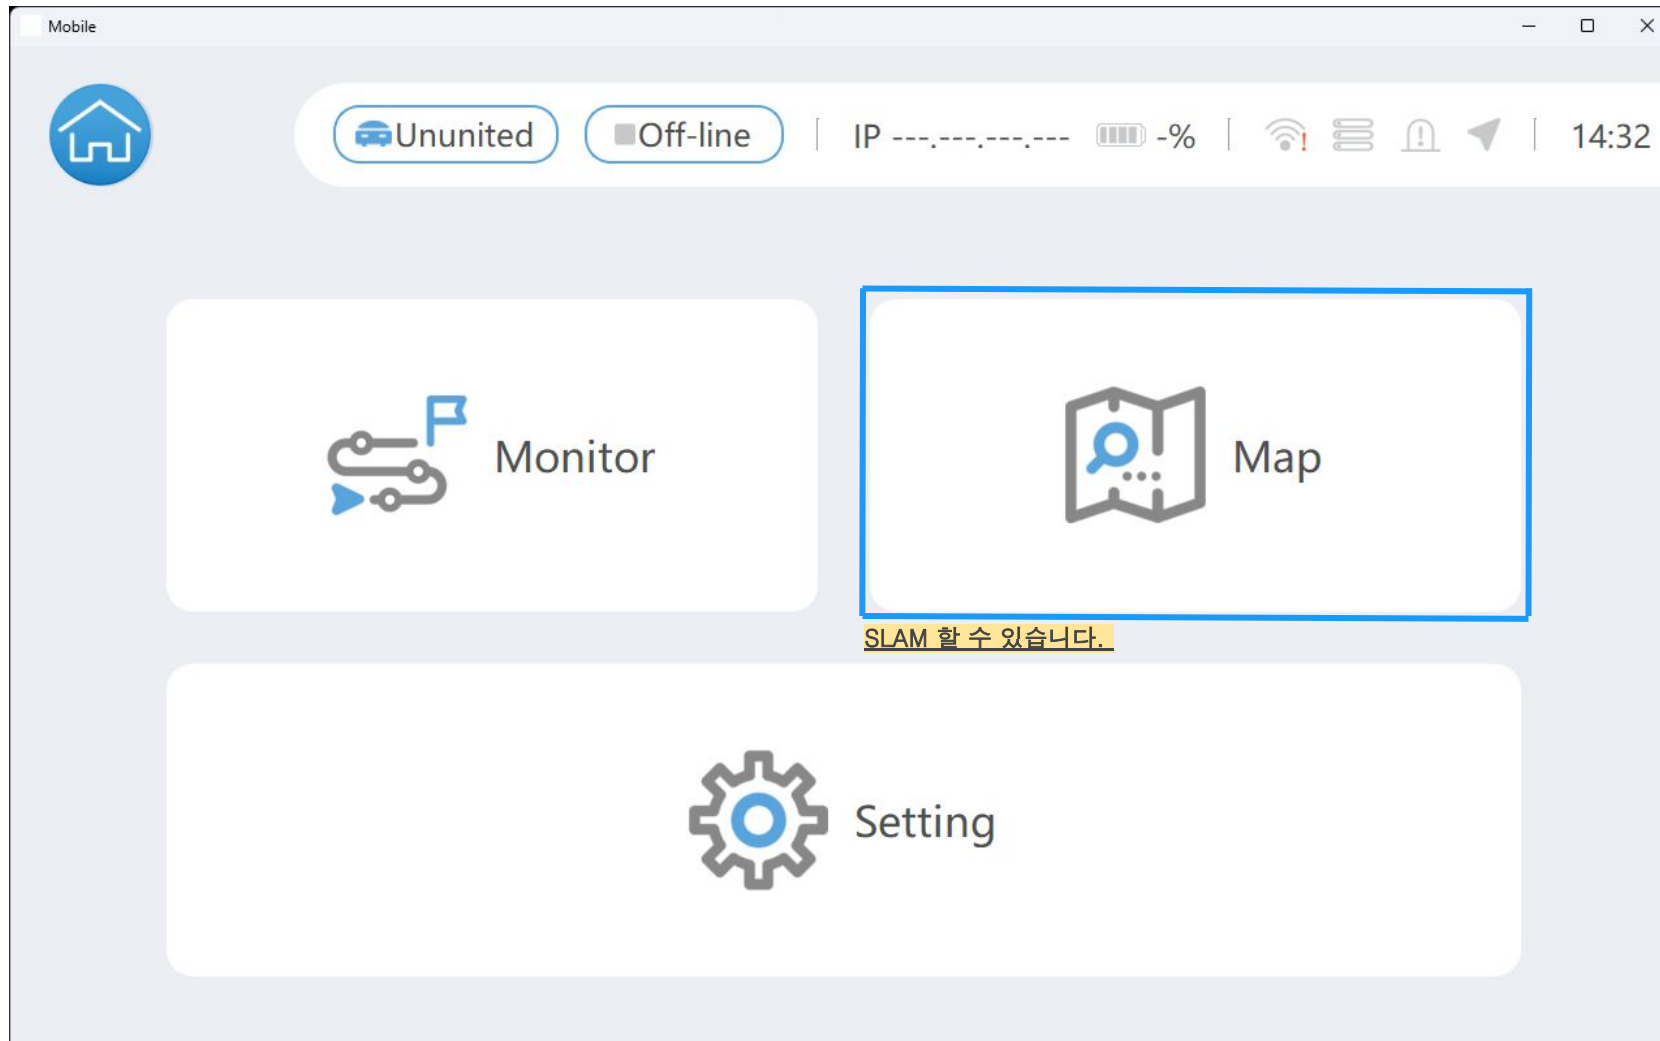 Mobile
Ununited Off-line IP ---.---.---.--- -% 14:32
Monitor
Map
SLAM 할 수 있습니다.
Setting